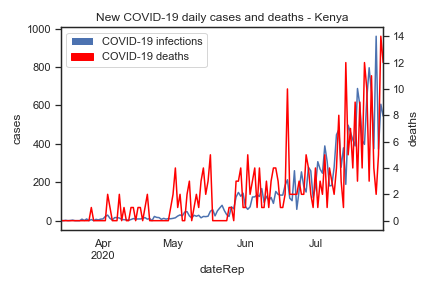 New COVID-19 daily cases and deaths - Kenya
COVID-19 infections
COVID-19 deaths
1000
800
600
400
200
0
cases
14
12
10
8
6
4
2
0
deaths
Apr
2020
May
Jun
Jul
dateRep